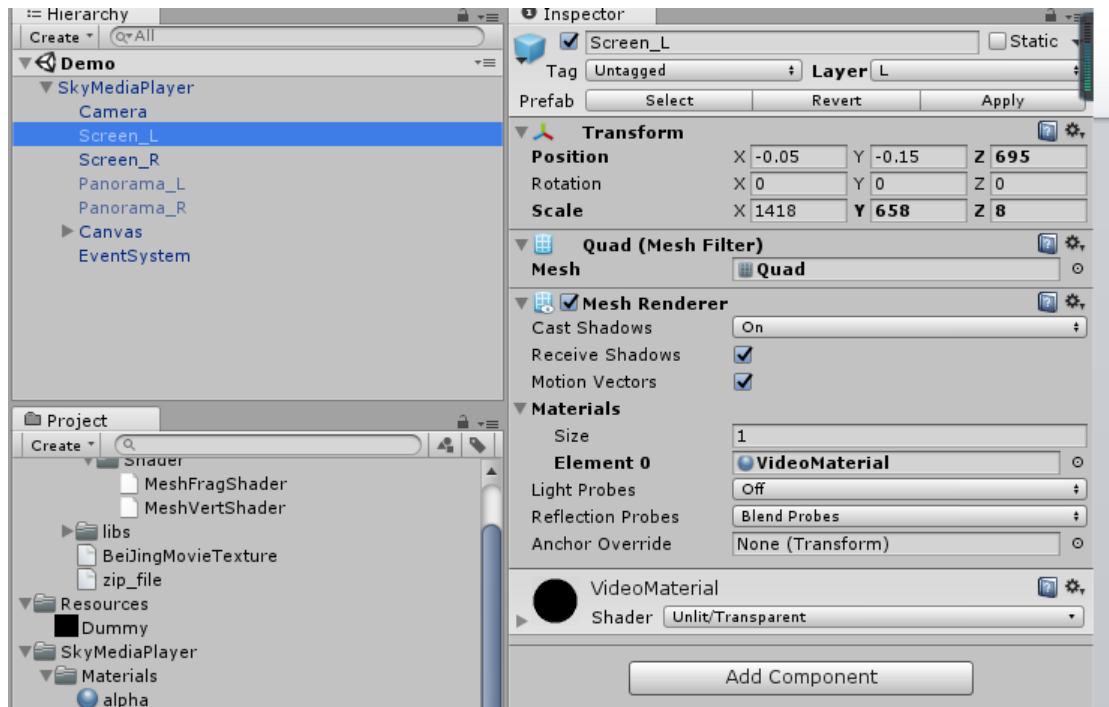 Hierarchy
Create All
Demo
SkyMediaPlayer
Camera
Screen_L
Screen_R
Panorama_L
Panorama_R
Canvas
EventSystem
Project
Create
Shader
MeshFragShader
MeshVertShader
libs
BeiJingMovieTexture
zip_file
Resources
Dummy
SkyMediaPlayer
Materials
alpha
Inspector
Screen_L Static
Tag Untagged Layer L
Prefab Select Revert Apply
Transform
Position X -0.05 Y -0.15 Z 695
Rotation X 0 Y 0 Z 0
Scale X 1418 Y 658 Z 8
Quad (Mesh Filter)
Mesh Quad
Mesh Renderer
Cast Shadows On
Receive Shadows
Motion Vectors
Materials
Size 1
Element 0 VideoMaterial
Light Probes Off
Reflection Probes Blend Probes
Anchor Override None (Transform)
VideoMaterial
Shader Unlit/Transparent
Add Component